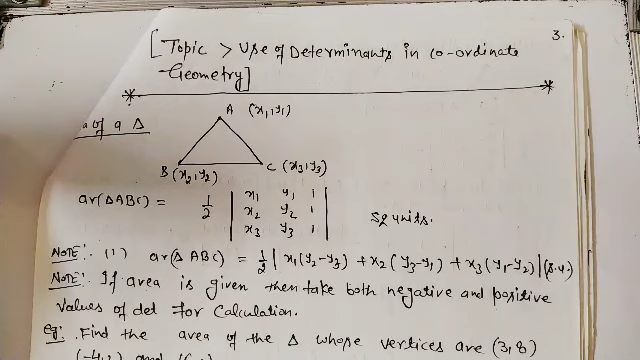 3.
[Topic > Use of Determinants in co-ordinate
Geometry]
a of a Δ
A (x₁,y₁)
B (x₂,y₂) C (x₃,y₃)
ar(ΔABC) = 1/2 | x₁ y₁ 1 |
| x₂ y₂ 1 | sq units.
| x₃ y₃ 1 |
NOTE:. (1) ar(Δ ABC) = 1/2 | x₁(y₂-y₃) + x₂(y₃-y₁) + x₃(y₁-y₂) | (s.u.)
NOTE:. If area is given then take both negative and positive
values of det For Calculation.
eg:. Find the area of the Δ whose vertices are (3,8)
and